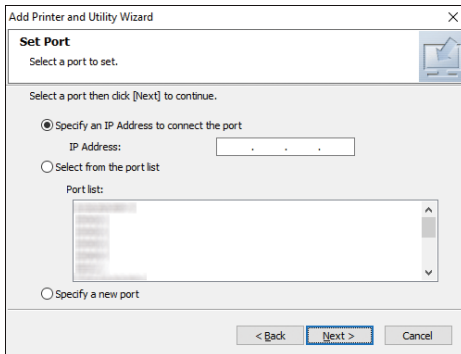 Add Printer and Utility Wizard
Set Port
Select a port to set.
Select a port then click [Next] to continue.
Specify an IP Address to connect the port
IP Address: . . .
Select from the port list
Port list:
Specify a new port
< Back Next > Cancel